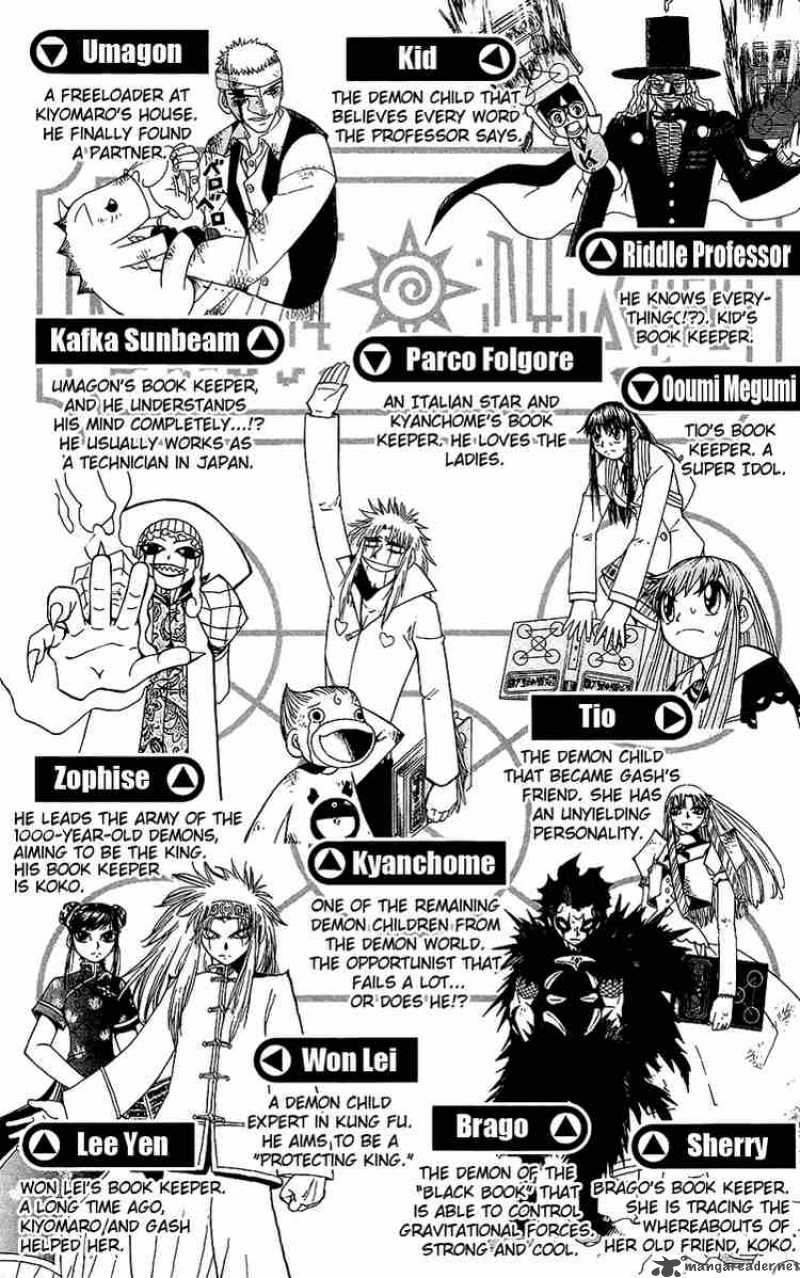 Umagon
A FREELOADER AT
KIYOMARO'S HOUSE.
HE FINALLY FOUND
A PARTNER.
Kid
THE DEMON CHILD THAT
BELIEVES EVERY WORD
THE PROFESSOR SAYS.
ベロベロ
K
Riddle Professor
HE KNOWS EVERY-
THING(!?). KID'S
BOOK KEEPER.
Kafka Sunbeam
UMAGON'S BOOK KEEPER,
AND HE UNDERSTANDS
HIS MIND COMPLETELY...!?
HE USUALLY WORKS AS
A TECHNICIAN IN JAPAN.
Parco Folgore
AN ITALIAN STAR AND
KYANCHOME'S BOOK
KEEPER. HE LOVES THE
LADIES.
Ooumi Megumi
TIO'S BOOK
KEEPER. A
SUPER IDOL.
Tio
THE DEMON CHILD
THAT BECAME GASH'S
FRIEND. SHE HAS
AN UNYIELDING
PERSONALITY.
Zophise
HE LEADS THE ARMY OF THE
1000-YEAR-OLD DEMONS,
AIMING TO BE THE KING.
HIS BOOK KEEPER
IS KOKO.
Kyanchome
ONE OF THE REMAINING
DEMON CHILDREN FROM
THE DEMON WORLD.
THE OPPORTUNIST THAT
FAILS A LOT...
OR DOES HE!?
Won Lei
A DEMON CHILD
EXPERT IN KUNG FU.
HE AIMS TO BE A
"PROTECTING KING."
Lee Yen
WON LEI'S BOOK KEEPER.
A LONG TIME AGO,
KIYOMARO AND GASH
HELPED HER.
Brago
THE DEMON OF THE
"BLACK BOOK" THAT
IS ABLE TO CONTROL
GRAVITATIONAL FORCES.
STRONG AND COOL.
Sherry
BRAGO'S BOOK KEEPER.
SHE IS TRACING THE
WHEREABOUTS OF
HER OLD FRIEND, KOKO.
mangareader.net